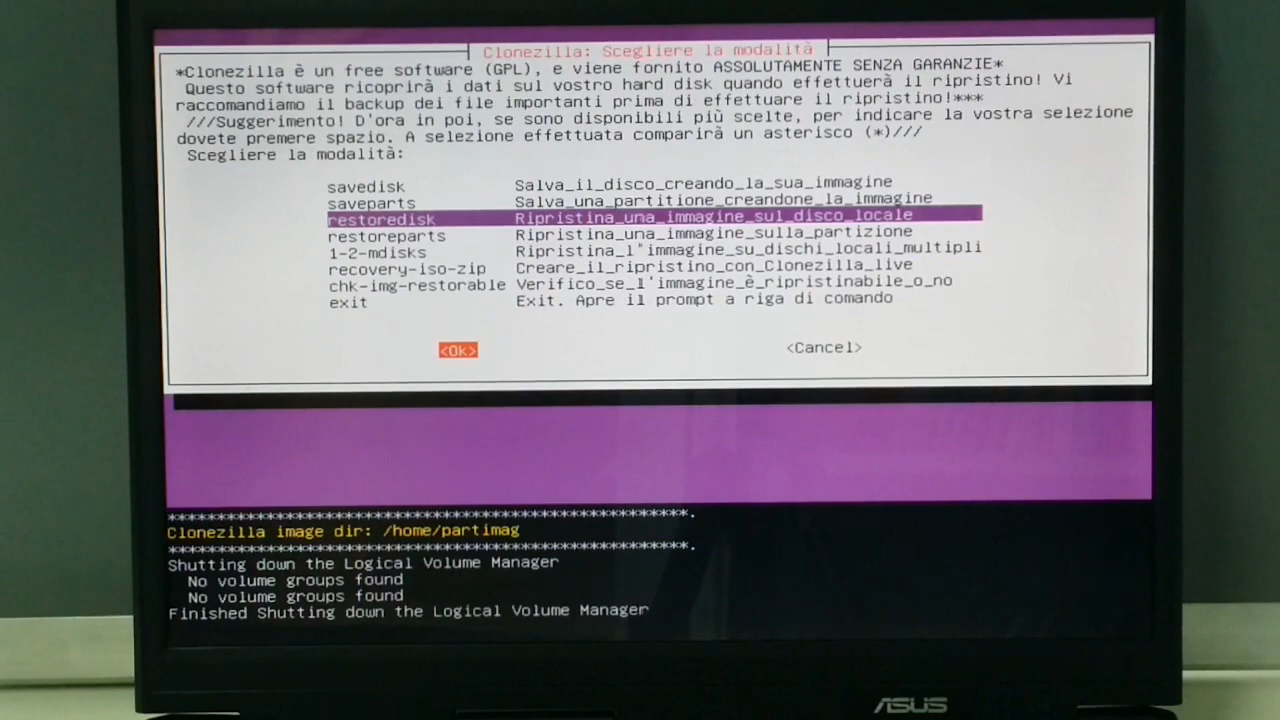 Clonezilla: Scegliere la modalità
*Clonezilla è un free software (GPL), e viene fornito ASSOLUTAMENTE SENZA GARANZIE*
Questo software ricoprirà i dati sul vostro hard disk quando effettuerà il ripristino! Vi
raccomandiamo il backup dei file importanti prima di effettuare il ripristino!***
///Suggerimento! D'ora in poi, se sono disponibili più scelte, per indicare la vostra selezione
dovete premere spazio. A selezione effettuata comparirà un asterisco (*)///
Scegliere la modalità:
savedisk Salva_il_disco_creando_la_sua_immagine
saveparts Salva_una_partitione_creandone_la_immagine
restoredisk Ripristina_una_immagine_sul_disco_locale
restoreparts Ripristina_una_immagine_sulla_partizione
1-2-mdisks Ripristina_l"immagine_su_dischi_locali_multipli
recovery-iso-zip Creare_il_ripristino_con_Clonezilla_live
chk-img-restorable Verifico_se_l'immagine_è_ripristinabile_o_no
exit Exit. Apre il prompt a riga di comando
<Ok> <Cancel>
*****************************************************.
Clonezilla image dir: /home/partimag
*****************************************************.
Shutting down the Logical Volume Manager
No volume groups found
No volume groups found
Finished Shutting down the Logical Volume Manager
ASUS